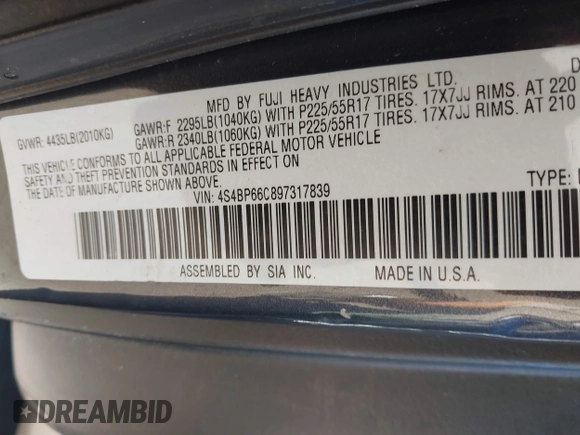 MFD BY FUJI HEAVY INDUSTRIES LTD.
GVWR: 4435LB(2010KG)
GAWR:F 2295LB(1040KG) WITH P225/55R17 TIRES. 17X7JJ RIMS. AT 220
GAWR:R 2340LB(1060KG) WITH P225/55R17 TIRES. 17X7JJ RIMS. AT 210
THIS VEHICLE CONFORMS TO ALL APPLICABLE FEDERAL MOTOR VEHICLE
SAFETY AND THEFT PREVENTION STANDARDS IN EFFECT ON
THE DATE OF MANUFACTURE SHOWN ABOVE.
VIN: 4S4BP66C897317839
TYPE:
ASSEMBLED BY SIA INC.
MADE IN U.S.A.
DREAMBID